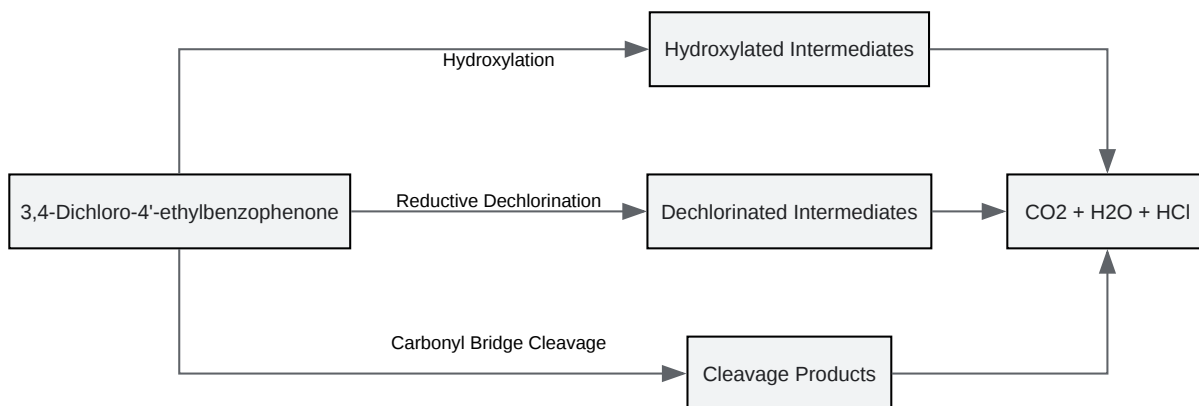 Hydroxylated Intermediates
Hydroxylation
3,4-Dichloro-4'-ethylbenzophenone
Reductive Dechlorination
Dechlorinated Intermediates
CO2 + H2O + HCl
Carbonyl Bridge Cleavage
Cleavage Products